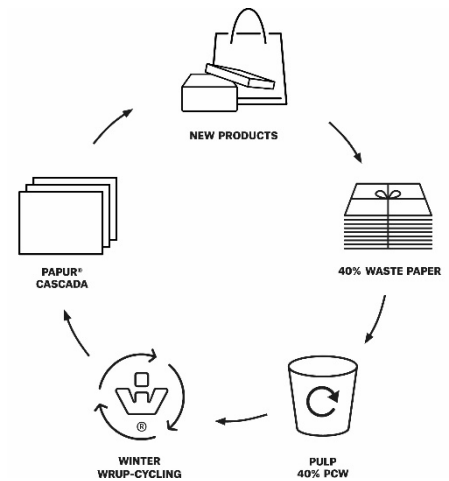 NEW PRODUCTS
40% WASTE PAPER
PULP
40% PCW
WINTER
WRUP-CYCLING
PAPUR®
CASCADA
®